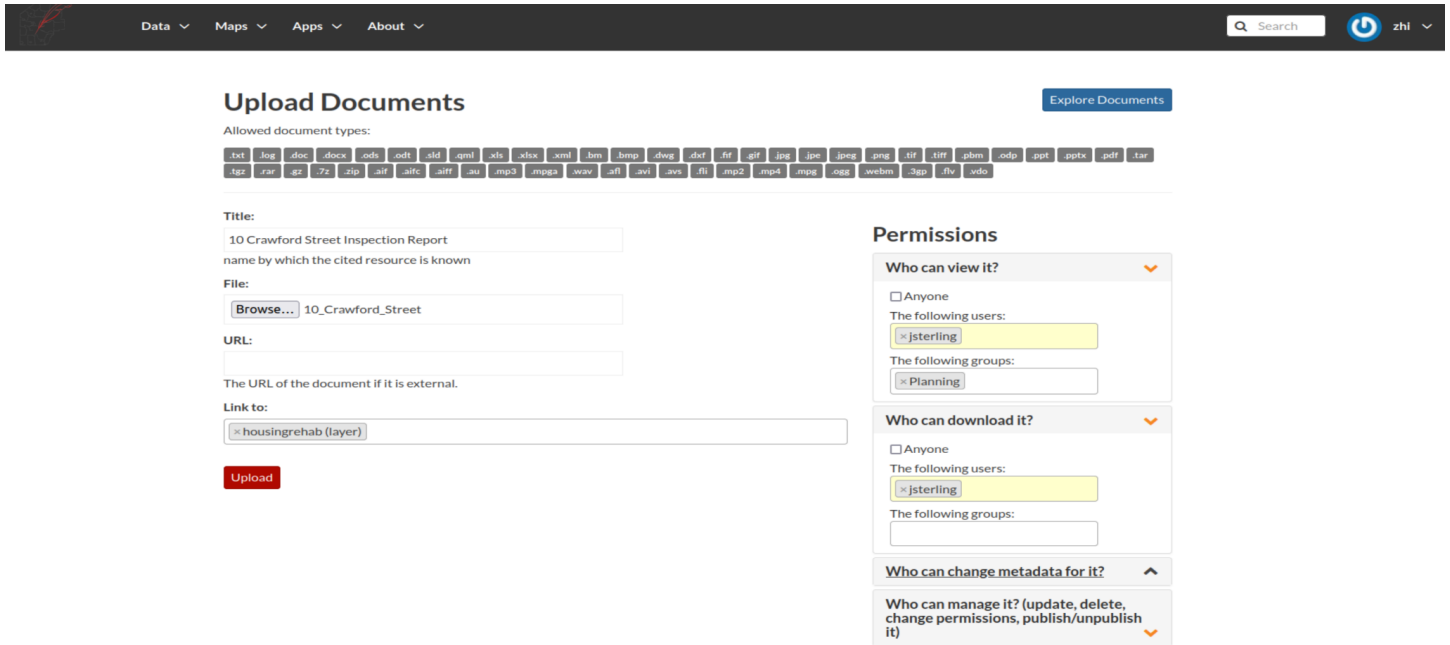 Data Maps Apps About Search zhi
Upload Documents
Explore Documents
Allowed document types:
.txt .log .doc .docx .ods .odt .sld .qml .xls .xlsx .xml .bm .bmp .dwg .dxf .fif .gif .jpg .jpe .jpeg .png .tif .tiff .pbm .odp .ppt .pptx .pdf .tar
.tgz .rar .gz .7z .zip .aif .aifc .aiff .au .mp3 .mpga .wav .afl .avi .avs .fli .mp2 .mp4 .mpg .ogg .webm .3gp .flv .vdo
Title:
10 Crawford Street Inspection Report
name by which the cited resource is known
File:
Browse... 10_Crawford_Street
URL:
The URL of the document if it is external.
Link to:
×housingrehab (layer)
Upload
Permissions
Who can view it?
Anyone
The following users:
×jsterling
The following groups:
×Planning
Who can download it?
Anyone
The following users:
×jsterling
The following groups:
Who can change metadata for it?
Who can manage it? (update, delete,
change permissions, publish/unpublish
it)